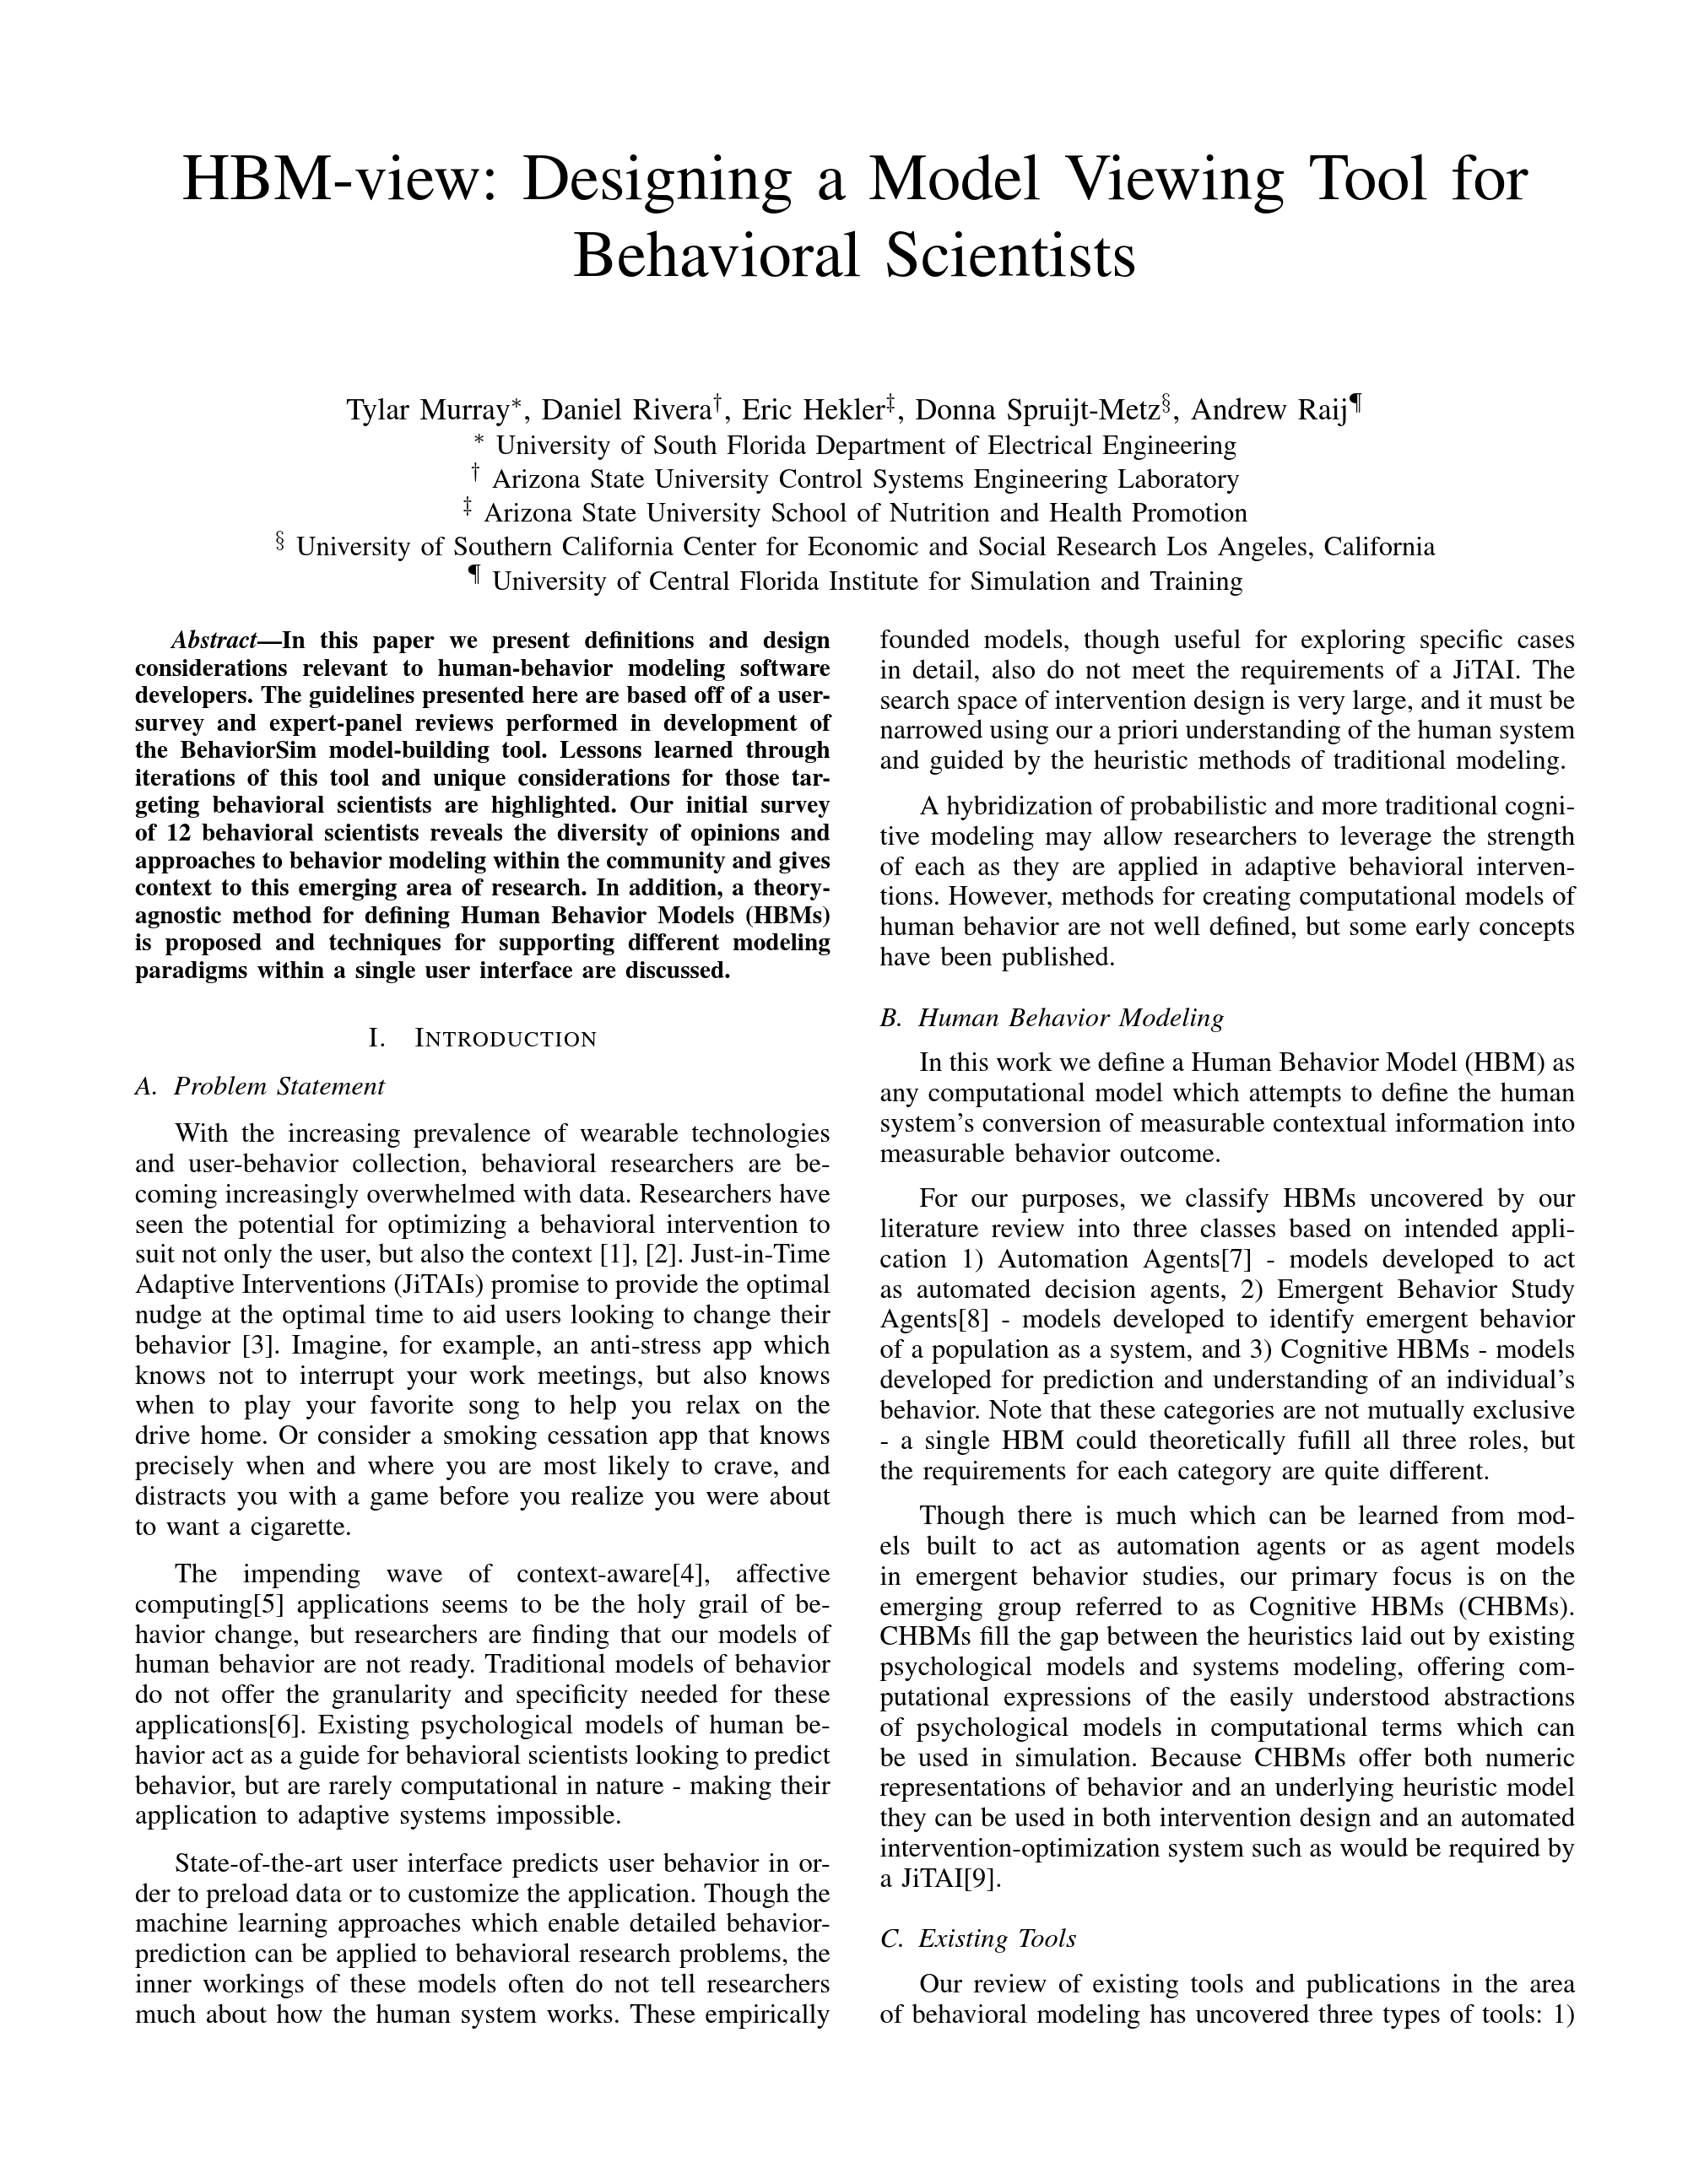 HBM-view: Designing a Model Viewing Tool for
Behavioral Scientists
Tylar Murray*, Daniel Rivera†, Eric Hekler‡, Donna Spruijt-Metz§, Andrew Raij¶
* University of South Florida Department of Electrical Engineering
† Arizona State University Control Systems Engineering Laboratory
‡ Arizona State University School of Nutrition and Health Promotion
§ University of Southern California Center for Economic and Social Research Los Angeles, California
¶ University of Central Florida Institute for Simulation and Training
Abstract—In this paper we present definitions and design
considerations relevant to human-behavior modeling software
developers. The guidelines presented here are based off of a user-
survey and expert-panel reviews performed in development of
the BehaviorSim model-building tool. Lessons learned through
iterations of this tool and unique considerations for those tar-
geting behavioral scientists are highlighted. Our initial survey
of 12 behavioral scientists reveals the diversity of opinions and
approaches to behavior modeling within the community and gives
context to this emerging area of research. In addition, a theory-
agnostic method for defining Human Behavior Models (HBMs)
is proposed and techniques for supporting different modeling
paradigms within a single user interface are discussed.
I. INTRODUCTION
A. Problem Statement
With the increasing prevalence of wearable technologies
and user-behavior collection, behavioral researchers are be-
coming increasingly overwhelmed with data. Researchers have
seen the potential for optimizing a behavioral intervention to
suit not only the user, but also the context [1], [2]. Just-in-Time
Adaptive Interventions (JiTAIs) promise to provide the optimal
nudge at the optimal time to aid users looking to change their
behavior [3]. Imagine, for example, an anti-stress app which
knows not to interrupt your work meetings, but also knows
when to play your favorite song to help you relax on the
drive home. Or consider a smoking cessation app that knows
precisely when and where you are most likely to crave, and
distracts you with a game before you realize you were about
to want a cigarette.
The impending wave of context-aware[4], affective
computing[5] applications seems to be the holy grail of be-
havior change, but researchers are finding that our models of
human behavior are not ready. Traditional models of behavior
do not offer the granularity and specificity needed for these
applications[6]. Existing psychological models of human be-
havior act as a guide for behavioral scientists looking to predict
behavior, but are rarely computational in nature - making their
application to adaptive systems impossible.
State-of-the-art user interface predicts user behavior in or-
der to preload data or to customize the application. Though the
machine learning approaches which enable detailed behavior-
prediction can be applied to behavioral research problems, the
inner workings of these models often do not tell researchers
much about how the human system works. These empirically
founded models, though useful for exploring specific cases
in detail, also do not meet the requirements of a JiTAI. The
search space of intervention design is very large, and it must be
narrowed using our a priori understanding of the human system
and guided by the heuristic methods of traditional modeling.
A hybridization of probabilistic and more traditional cogni-
tive modeling may allow researchers to leverage the strength
of each as they are applied in adaptive behavioral interven-
tions. However, methods for creating computational models of
human behavior are not well defined, but some early concepts
have been published.
B. Human Behavior Modeling
In this work we define a Human Behavior Model (HBM) as
any computational model which attempts to define the human
system's conversion of measurable contextual information into
measurable behavior outcome.
For our purposes, we classify HBMs uncovered by our
literature review into three classes based on intended appli-
cation 1) Automation Agents[7] - models developed to act
as automated decision agents, 2) Emergent Behavior Study
Agents[8] - models developed to identify emergent behavior
of a population as a system, and 3) Cognitive HBMs - models
developed for prediction and understanding of an individual's
behavior. Note that these categories are not mutually exclusive
- a single HBM could theoretically fufill all three roles, but
the requirements for each category are quite different.
Though there is much which can be learned from mod-
els built to act as automation agents or as agent models
in emergent behavior studies, our primary focus is on the
emerging group referred to as Cognitive HBMs (CHBMs).
CHBMs fill the gap between the heuristics laid out by existing
psychological models and systems modeling, offering com-
putational expressions of the easily understood abstractions
of psychological models in computational terms which can
be used in simulation. Because CHBMs offer both numeric
representations of behavior and an underlying heuristic model
they can be used in both intervention design and an automated
intervention-optimization system such as would be required by
a JiTAI[9].
C. Existing Tools
Our review of existing tools and publications in the area
of behavioral modeling has uncovered three types of tools: 1)